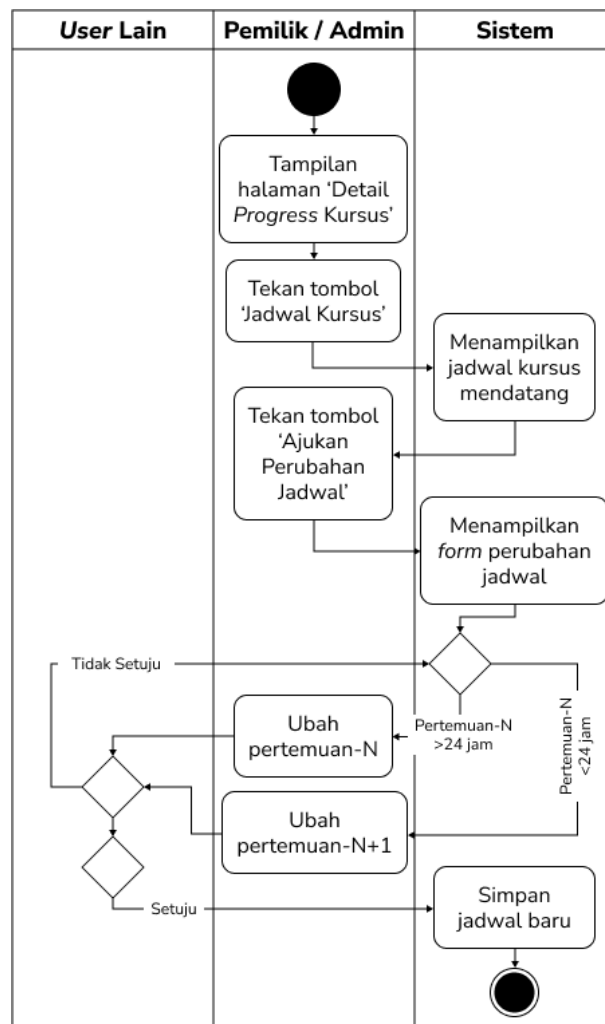 User Lain
Pemilik / Admin
Sistem
Tampilan
halaman ‘Detail
Progress Kursus’
Tekan tombol
‘Jadwal Kursus’
Menampilkan
jadwal kursus
mendatang
Tekan tombol
‘Ajukan
Perubahan
Jadwal’
Menampilkan
form perubahan
jadwal
Tidak Setuju
Pertemuan-N
>24 jam
Pertemuan-N
<24 jam
Ubah
pertemuan-N
Ubah
pertemuan-N+1
Setuju
Simpan
jadwal baru